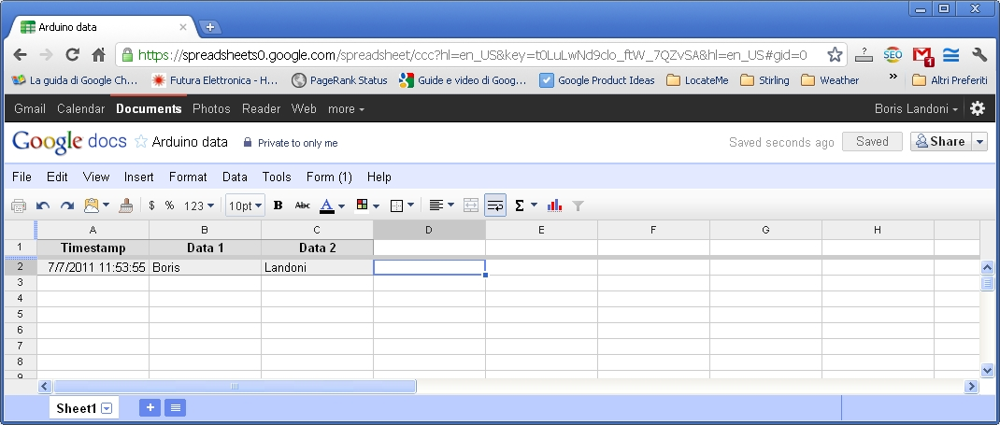 Arduino data
https://spreadsheets0.google.com/spreadsheet/ccc?hl=en_US&key=t0LuLwNd9clo_ftW_7QZvSA&hl=en_US#gid=0
La guida di Google Ch... Futura Elettronica - H... PageRank Status Guide e video di Goog... Google Product Ideas LocateMe Stirling Weather » Altri Preferiti
Gmail Calendar Documents Photos Reader Web more Boris Landoni
Google docs Arduino data Private to only me Saved seconds ago Saved Share
File Edit View Insert Format Data Tools Form (1) Help
$ % 123 10pt B Abc A Σ
A B C D E F G H
1 Timestamp Data 1 Data 2
2 7/7/2011 11:53:55 Boris Landoni
3
4
5
6
7
8
9
Sheet1